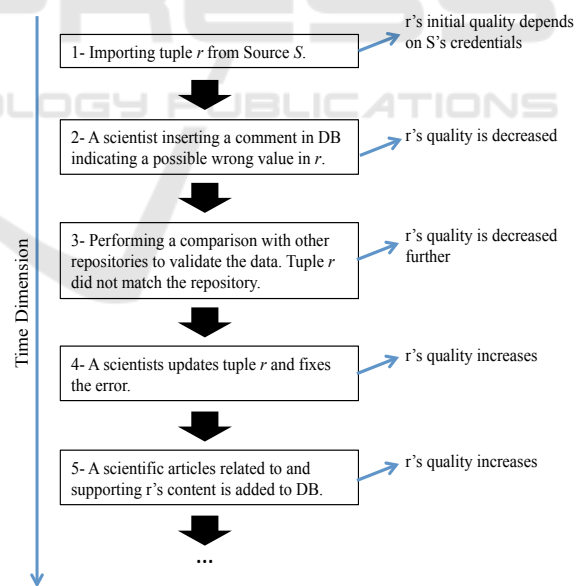 PRESS
OLOGY PUBLICATIONS
r's initial quality depends
on S's credentials
1- Importing tuple r from Source S.
2- A scientist inserting a comment in DB
indicating a possible wrong value in r.
r's quality is decreased
3- Performing a comparison with other
repositories to validate the data. Tuple r
did not match the repository.
r's quality is decreased
further
Time Dimension
4- A scientists updates tuple r and fixes
the error.
r's quality increases
5- A scientific articles related to and
supporting r's content is added to DB.
r's quality increases
...